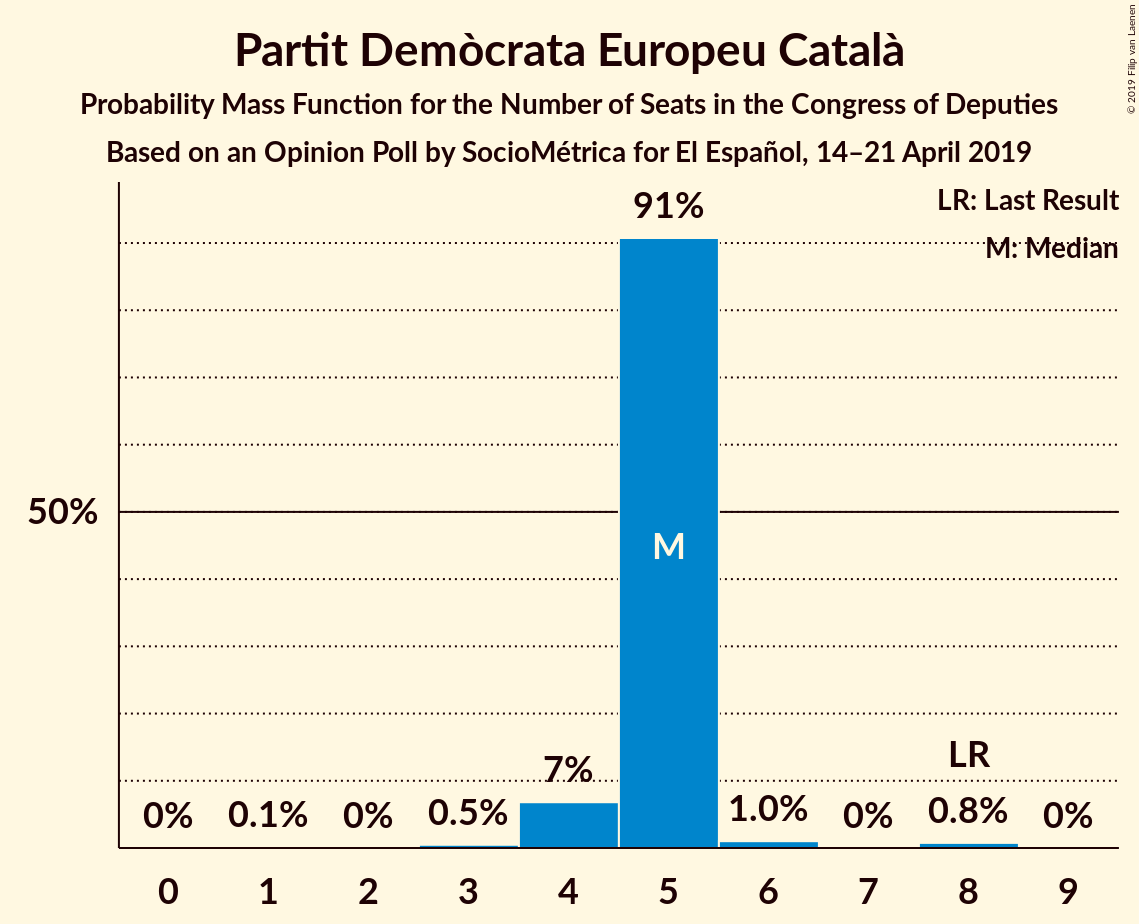 Partit Demòcrata Europeu Català
Probability Mass Function for the Number of Seats in the Congress of Deputies
Based on an Opinion Poll by SocioMétrica for El Español, 14–21 April 2019
© 2019 Filip van Laenen
LR: Last Result
M: Median
91%
50%
M
LR
7%
0% 0.1% 0% 0.5% 1.0% 0% 0.8% 0%
0 1 2 3 4 5 6 7 8 9